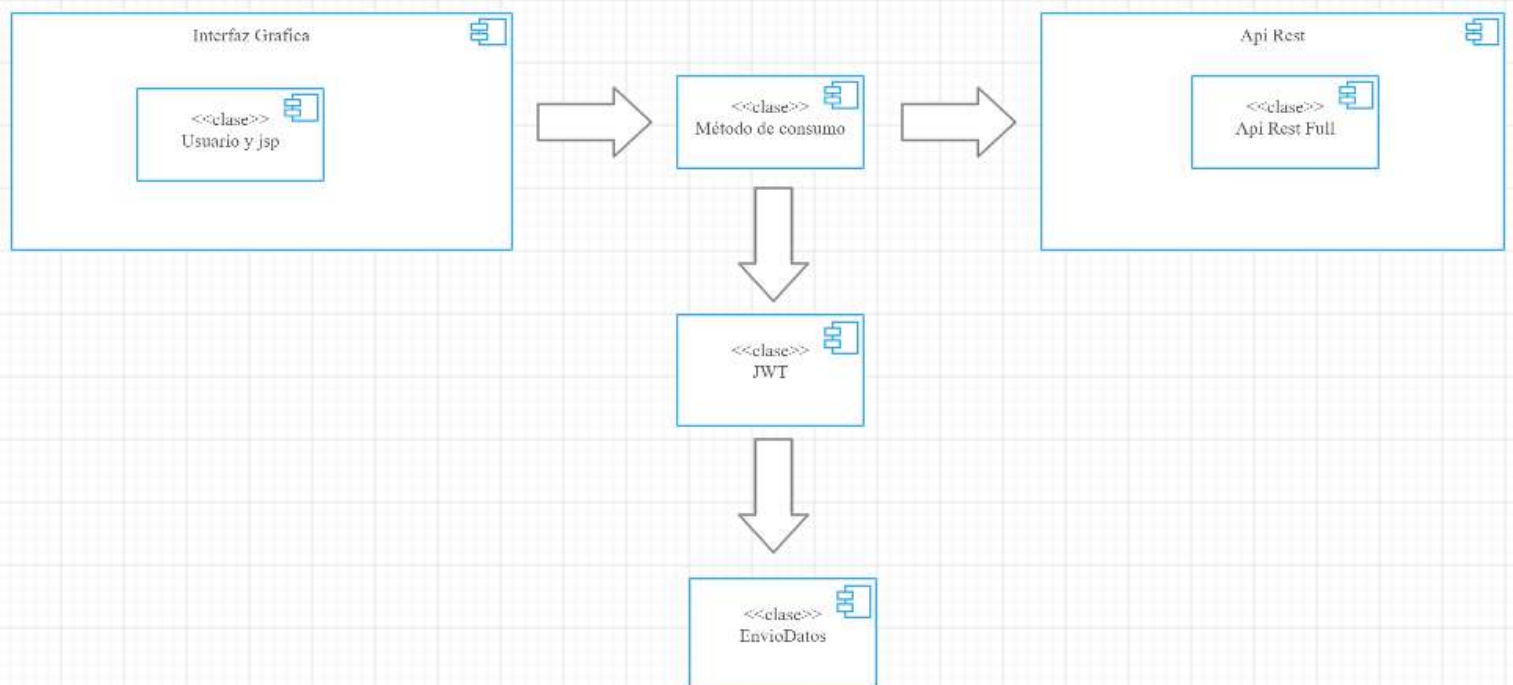 Interfaz Grafica
<<clase>>
Usuario y jsp
<<clase>>
Método de consumo
Api Rest
<<clase>>
Api Rest Full
<<clase>>
JWT
<<clase>>
EnvioDatos